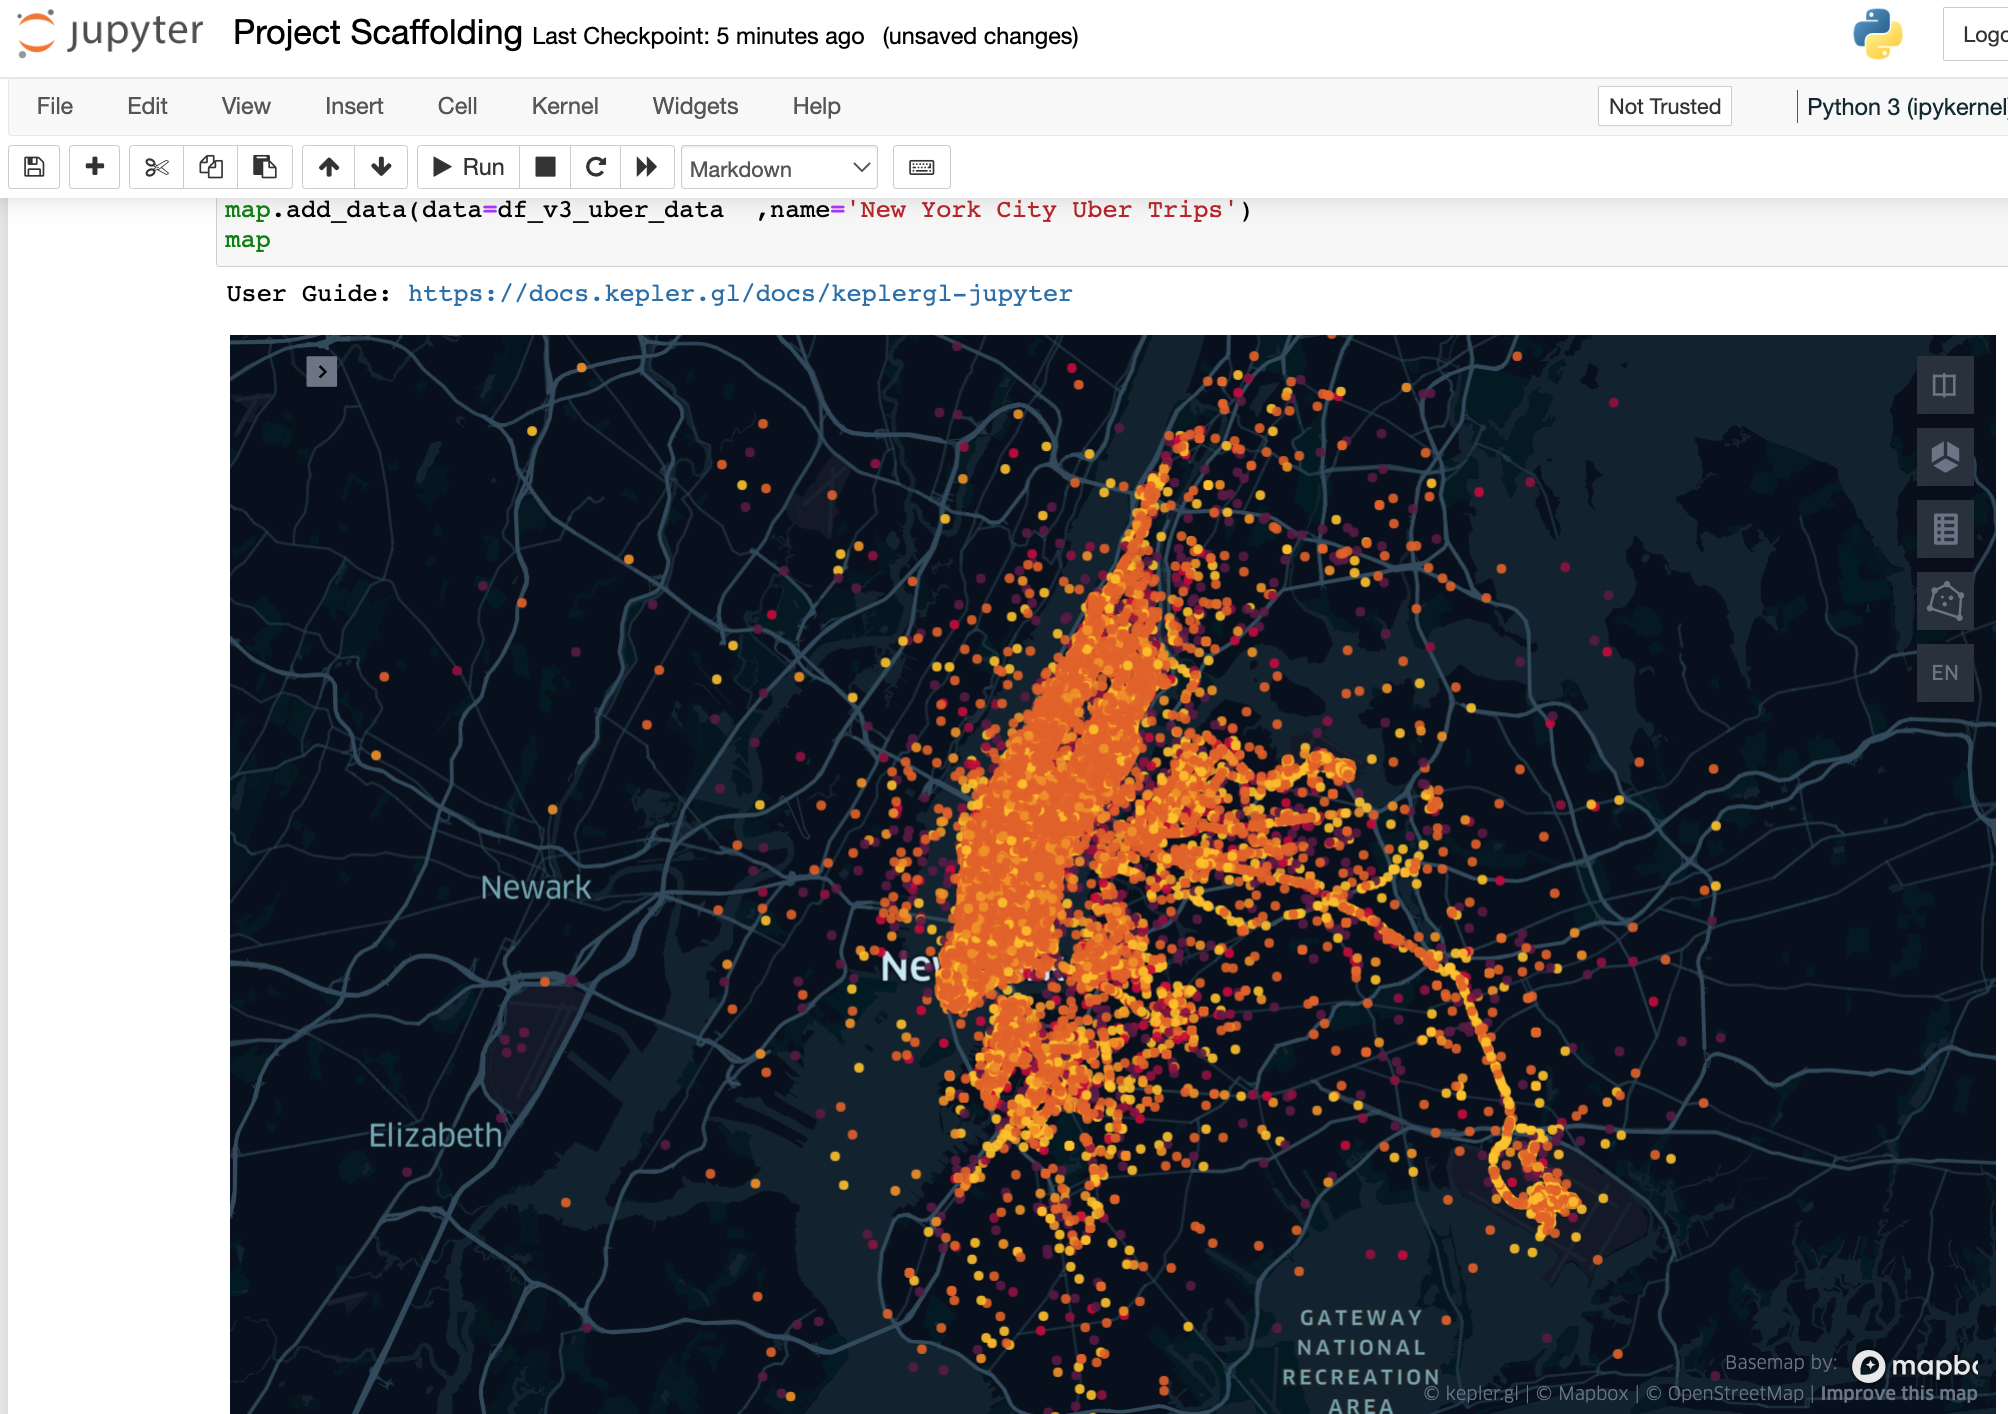 jupyter Project Scaffolding Last Checkpoint: 5 minutes ago (unsaved changes)
File Edit View Insert Cell Kernel Widgets Help Not Trusted Python 3 (ipykernel)
Run Markdown
map.add_data(data=df_v3_uber_data ,name='New York City Uber Trips')
map
User Guide: https://docs.kepler.gl/docs/keplergl-jupyter
EN
Newark
Elizabeth
GATEWAY
NATIONAL
RECREATION
AREA
Basemap by:
© kepler.gl | © Mapbox | © OpenStreetMap | Improve this map